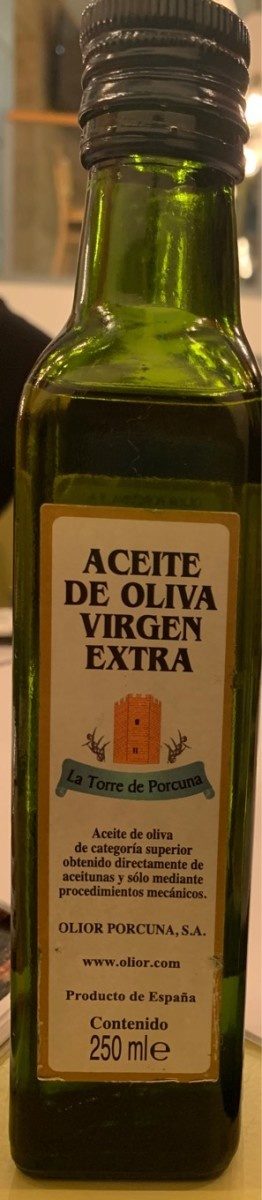 ACEITE
DE OLIVA
VIRGEN
EXTRA
La Torre de Porcuna
Aceite de oliva
de categoría superior
obtenido directamente de
aceitunas y sólo mediante
procedimientos mecánicos.
OLIOR PORCUNA, S.A.
www.olior.com
Producto de España
Contenido
250 ml℮